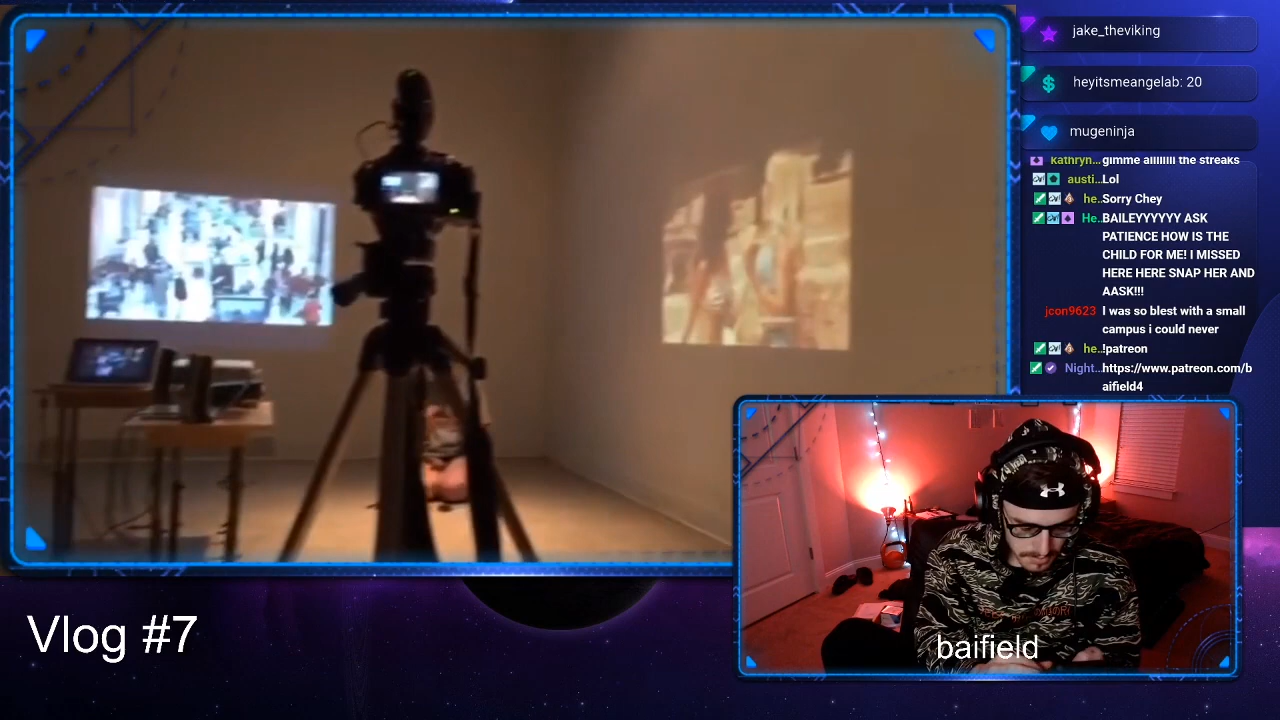 jake_theviking
heyitsmeangelab: 20
mugeninja
kathryn... gimme alllllll the streaks
austi... Lol
he... Sorry Chey
He... BAILEYYYYYY ASK
PATIENCE HOW IS THE
CHILD FOR ME! I MISSED
HERE HERE SNAP HER AND
AASK!!!
jcon9623 I was so blest with a small
campus i could never
he... !patreon
Night... https://www.patreon.com/b
aifield4
Vlog #7
baifield